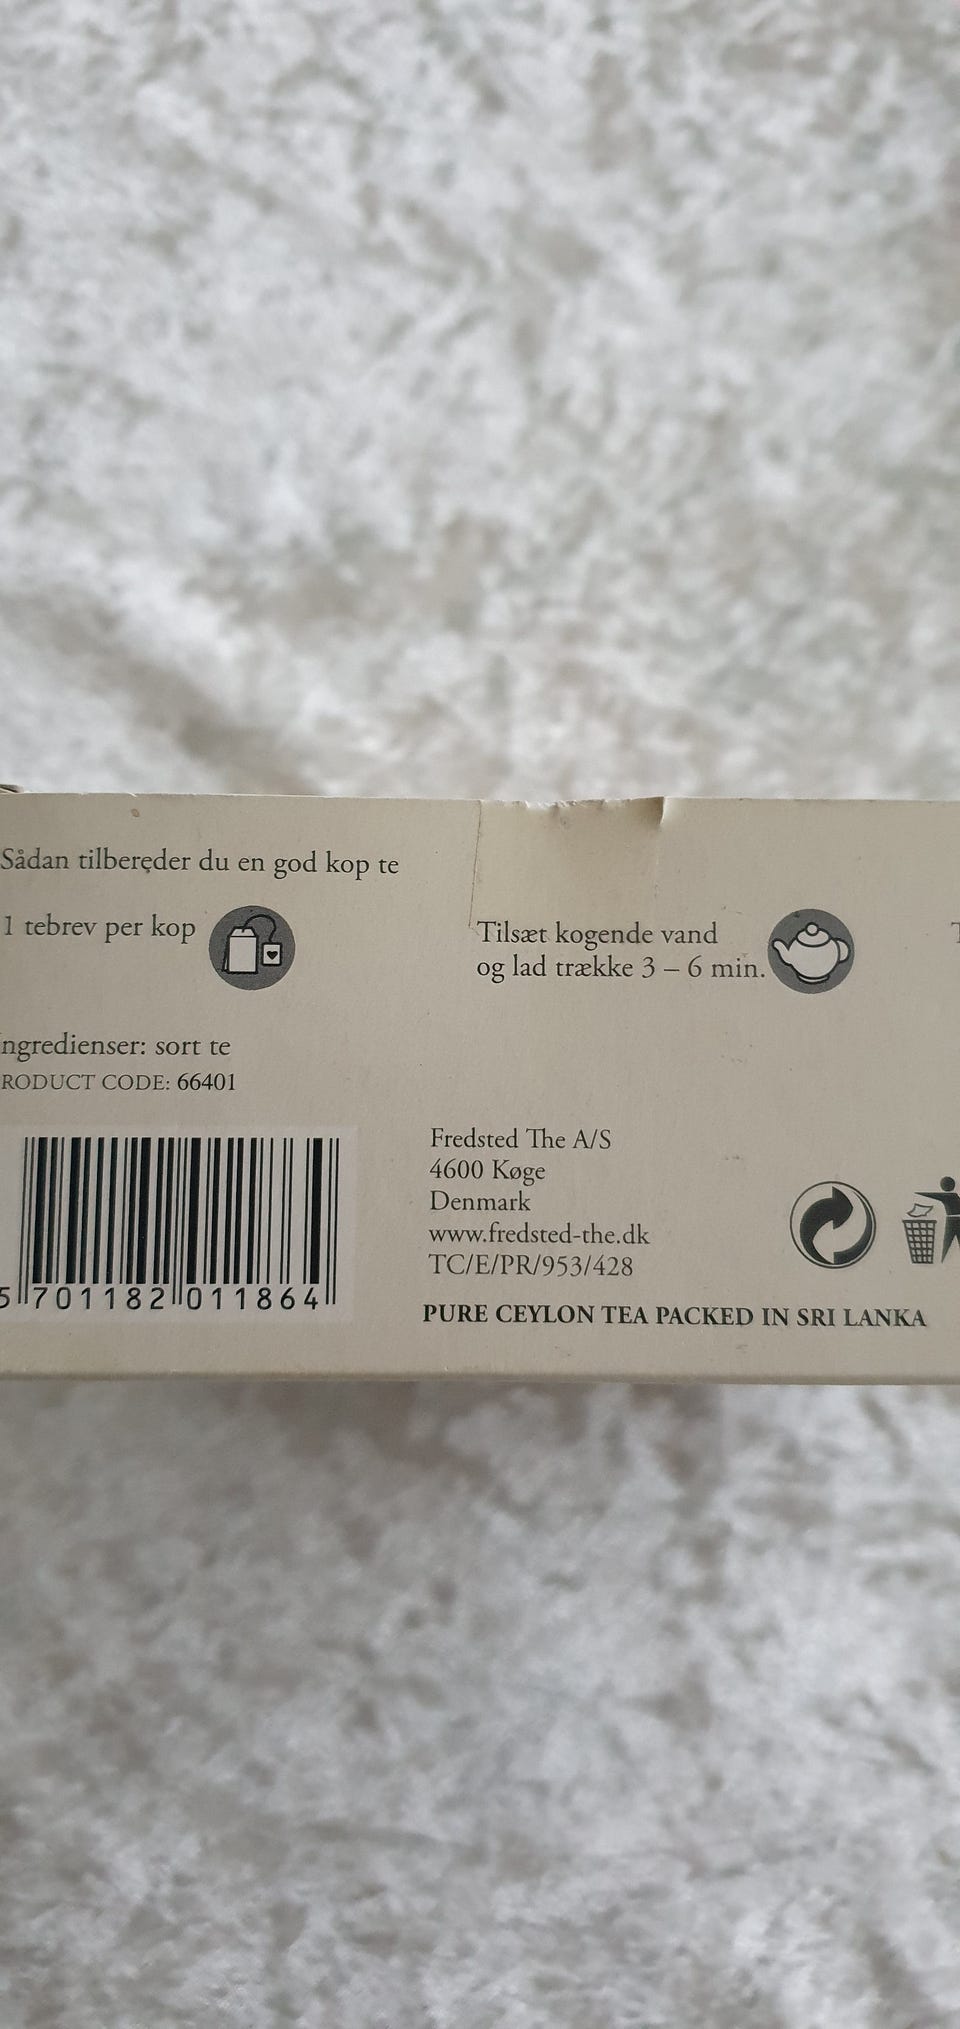 Sådan tilbereder du en god kop te
1 tebrev per kop
Tilsæt kogende vand
og lad trække 3 – 6 min.
ngredienser: sort te
RODUCT CODE: 66401
Fredsted The A/S
4600 Køge
Denmark
www.fredsted-the.dk
TC/E/PR/953/428
5 701182 011864
PURE CEYLON TEA PACKED IN SRI LANKA